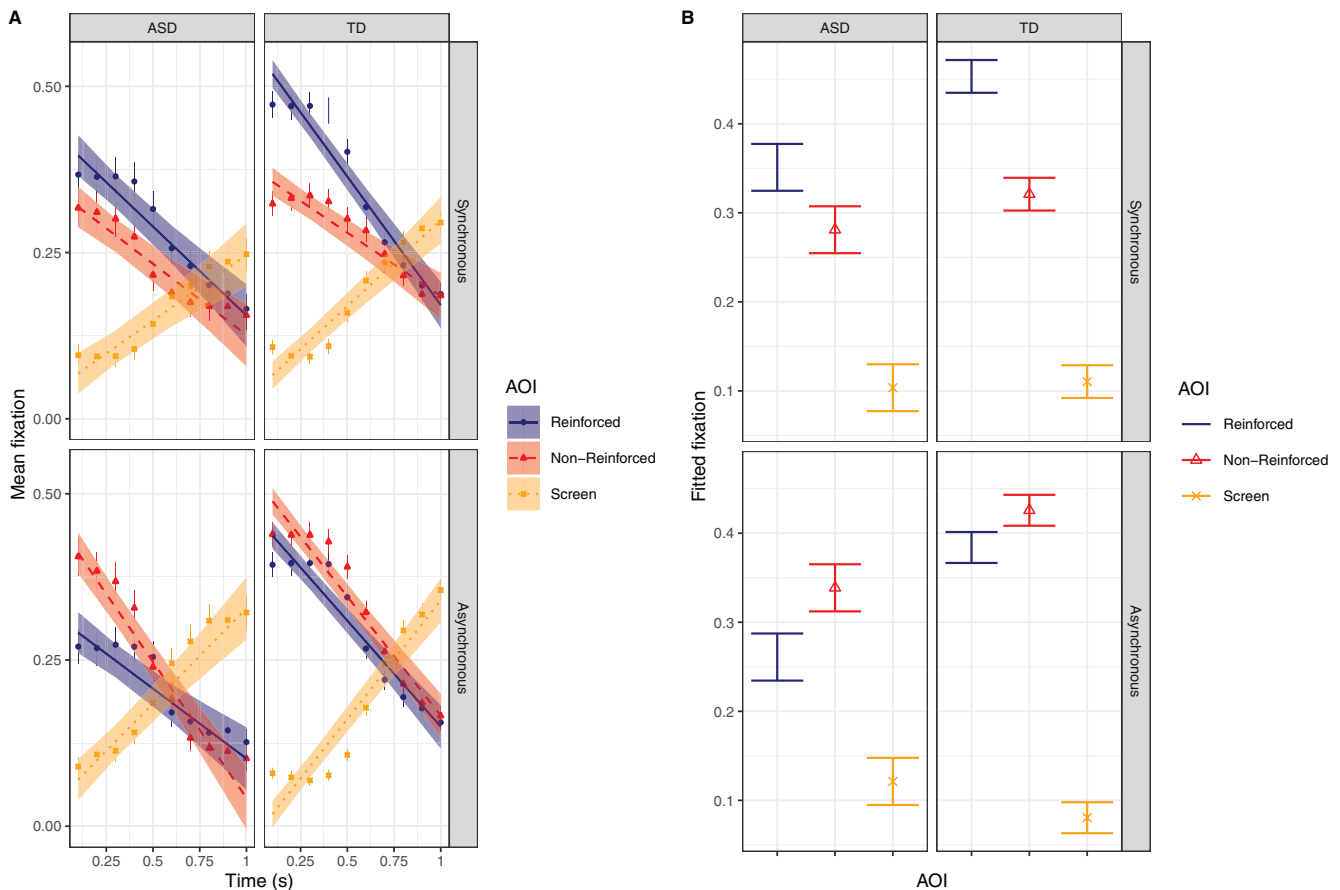 A
ASD
TD
0.50
0.25
0.00
Synchronous
0.50
0.25
0.00
Asynchronous
Mean fixation
0.25
0.5
0.75
1
0.25
0.5
0.75
1
Time (s)
AOI
Reinforced
Non-Reinforced
Screen
B
ASD
TD
0.4
0.3
0.2
0.1
Synchronous
0.4
0.3
0.2
0.1
Asynchronous
Fitted fixation
AOI
AOI
Reinforced
Non-Reinforced
Screen